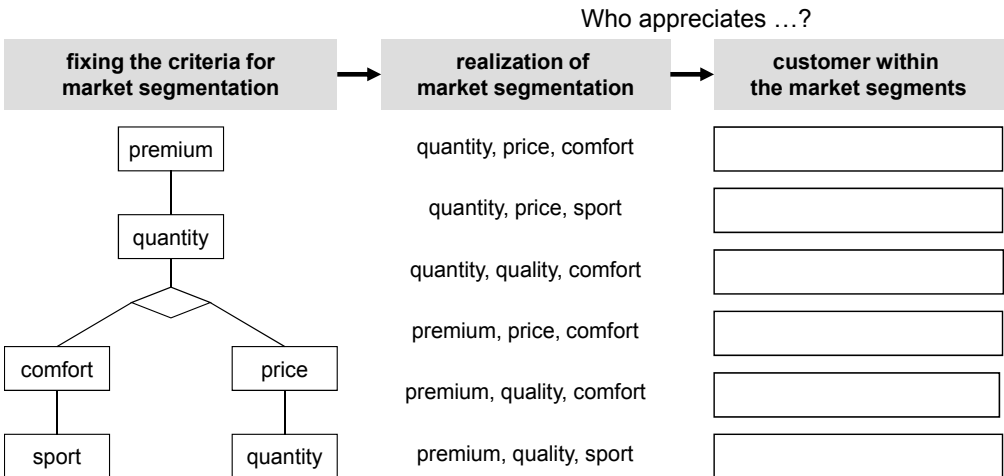 Who appreciates …?
fixing the criteria for
market segmentation
realization of
market segmentation
customer within
the market segments
premium
quantity
comfort
price
sport
quantity
quantity, price, comfort
quantity, price, sport
quantity, quality, comfort
premium, price, comfort
premium, quality, comfort
premium, quality, sport